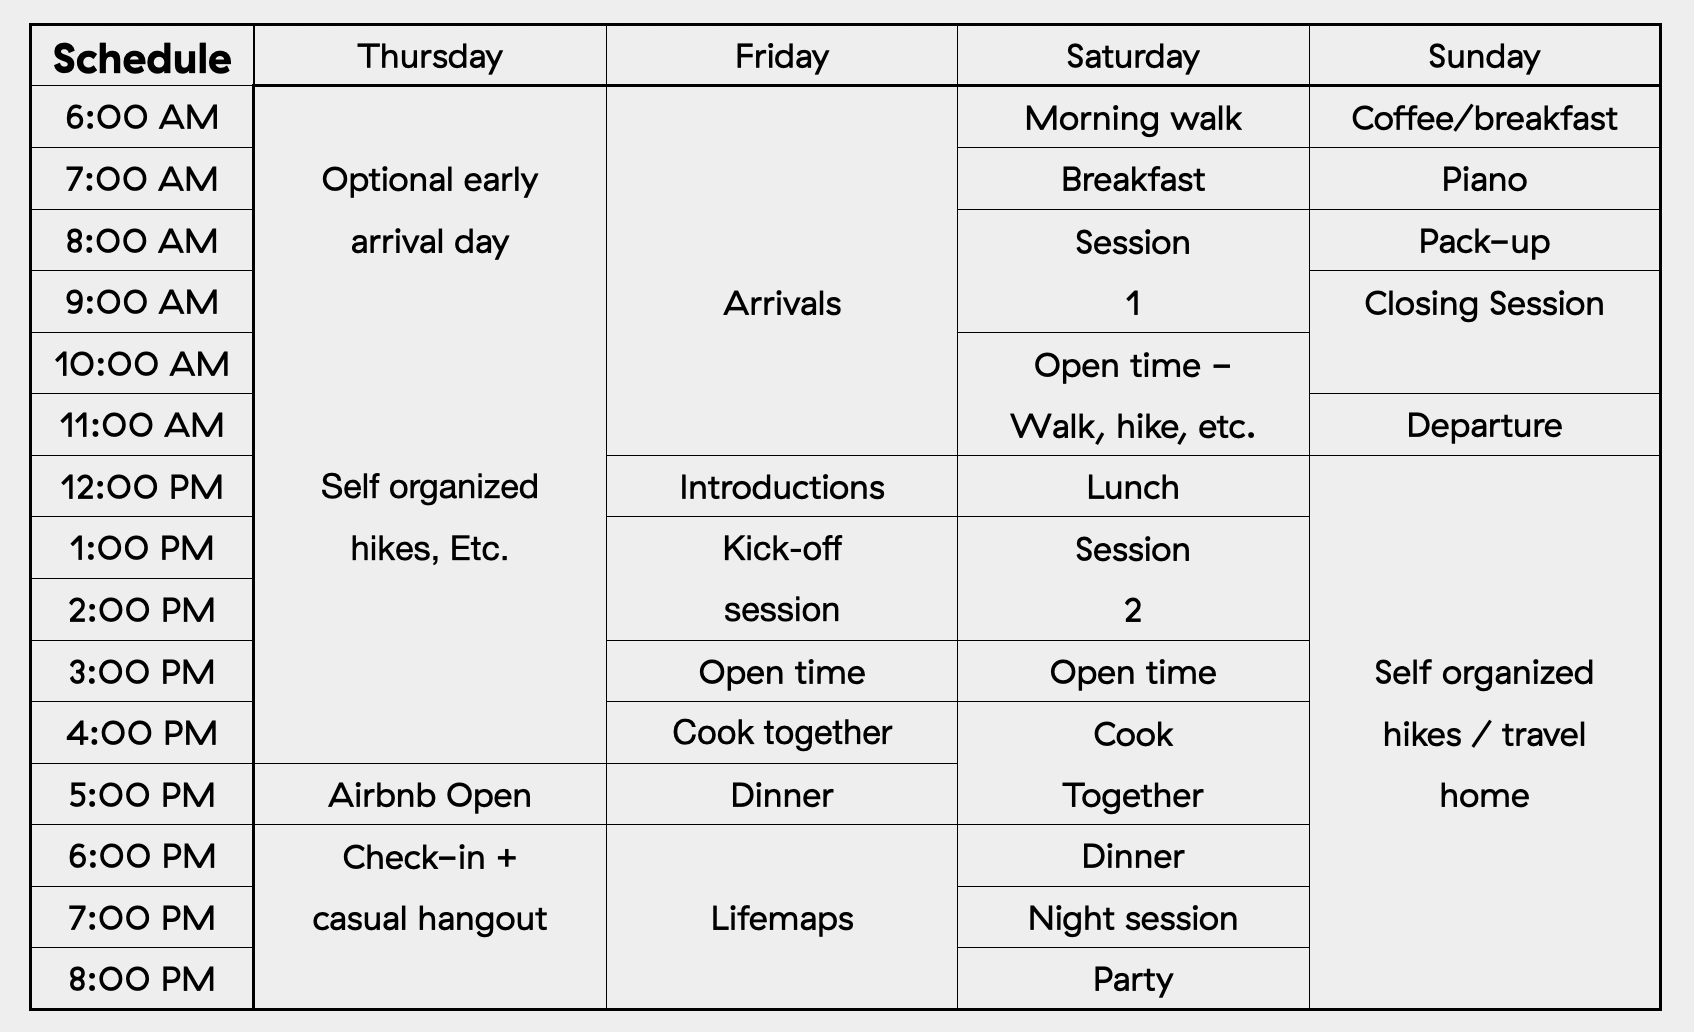 Schedule Thursday Friday Saturday Sunday
6:00 AM Morning walk Coffee/breakfast
7:00 AM Optional early Breakfast Piano
8:00 AM arrival day Session Pack-up
9:00 AM Arrivals 1 Closing Session
10:00 AM Open time -
11:00 AM Walk, hike, etc. Departure
12:00 PM Self organized Introductions Lunch
1:00 PM hikes, Etc. Kick-off Session
2:00 PM session 2
3:00 PM Open time Open time Self organized
4:00 PM Cook together Cook hikes / travel
5:00 PM Airbnb Open Dinner Together home
6:00 PM Check-in + Dinner
7:00 PM casual hangout Lifemaps Night session
8:00 PM Party